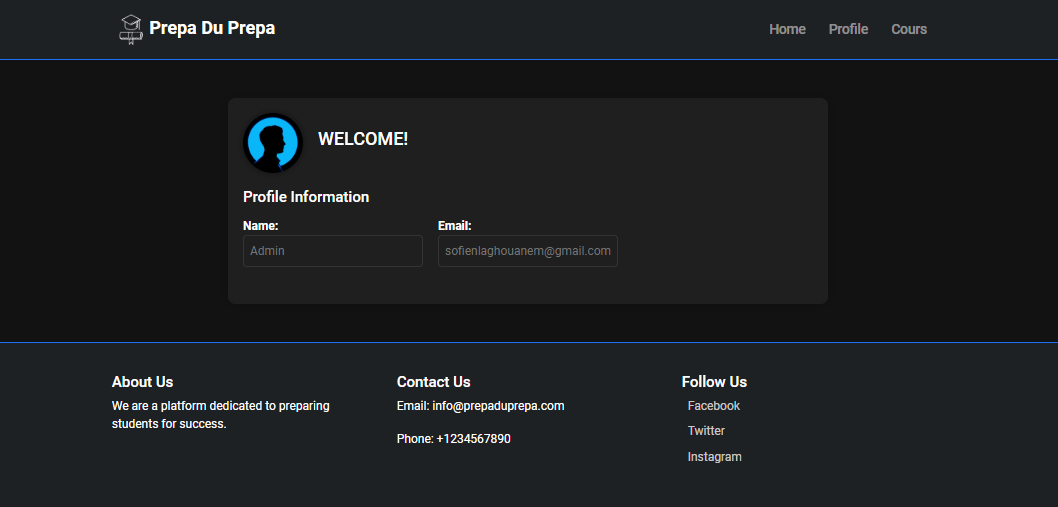 Prepa Du Prepa
Home Profile Cours
WELCOME!
Profile Information
Name: Email:
Admin sofienlaghouanem@gmail.com
About Us
We are a platform dedicated to preparing
students for success.
Contact Us
Email: info@prepaduprepa.com
Phone: +1234567890
Follow Us
Facebook
Twitter
Instagram